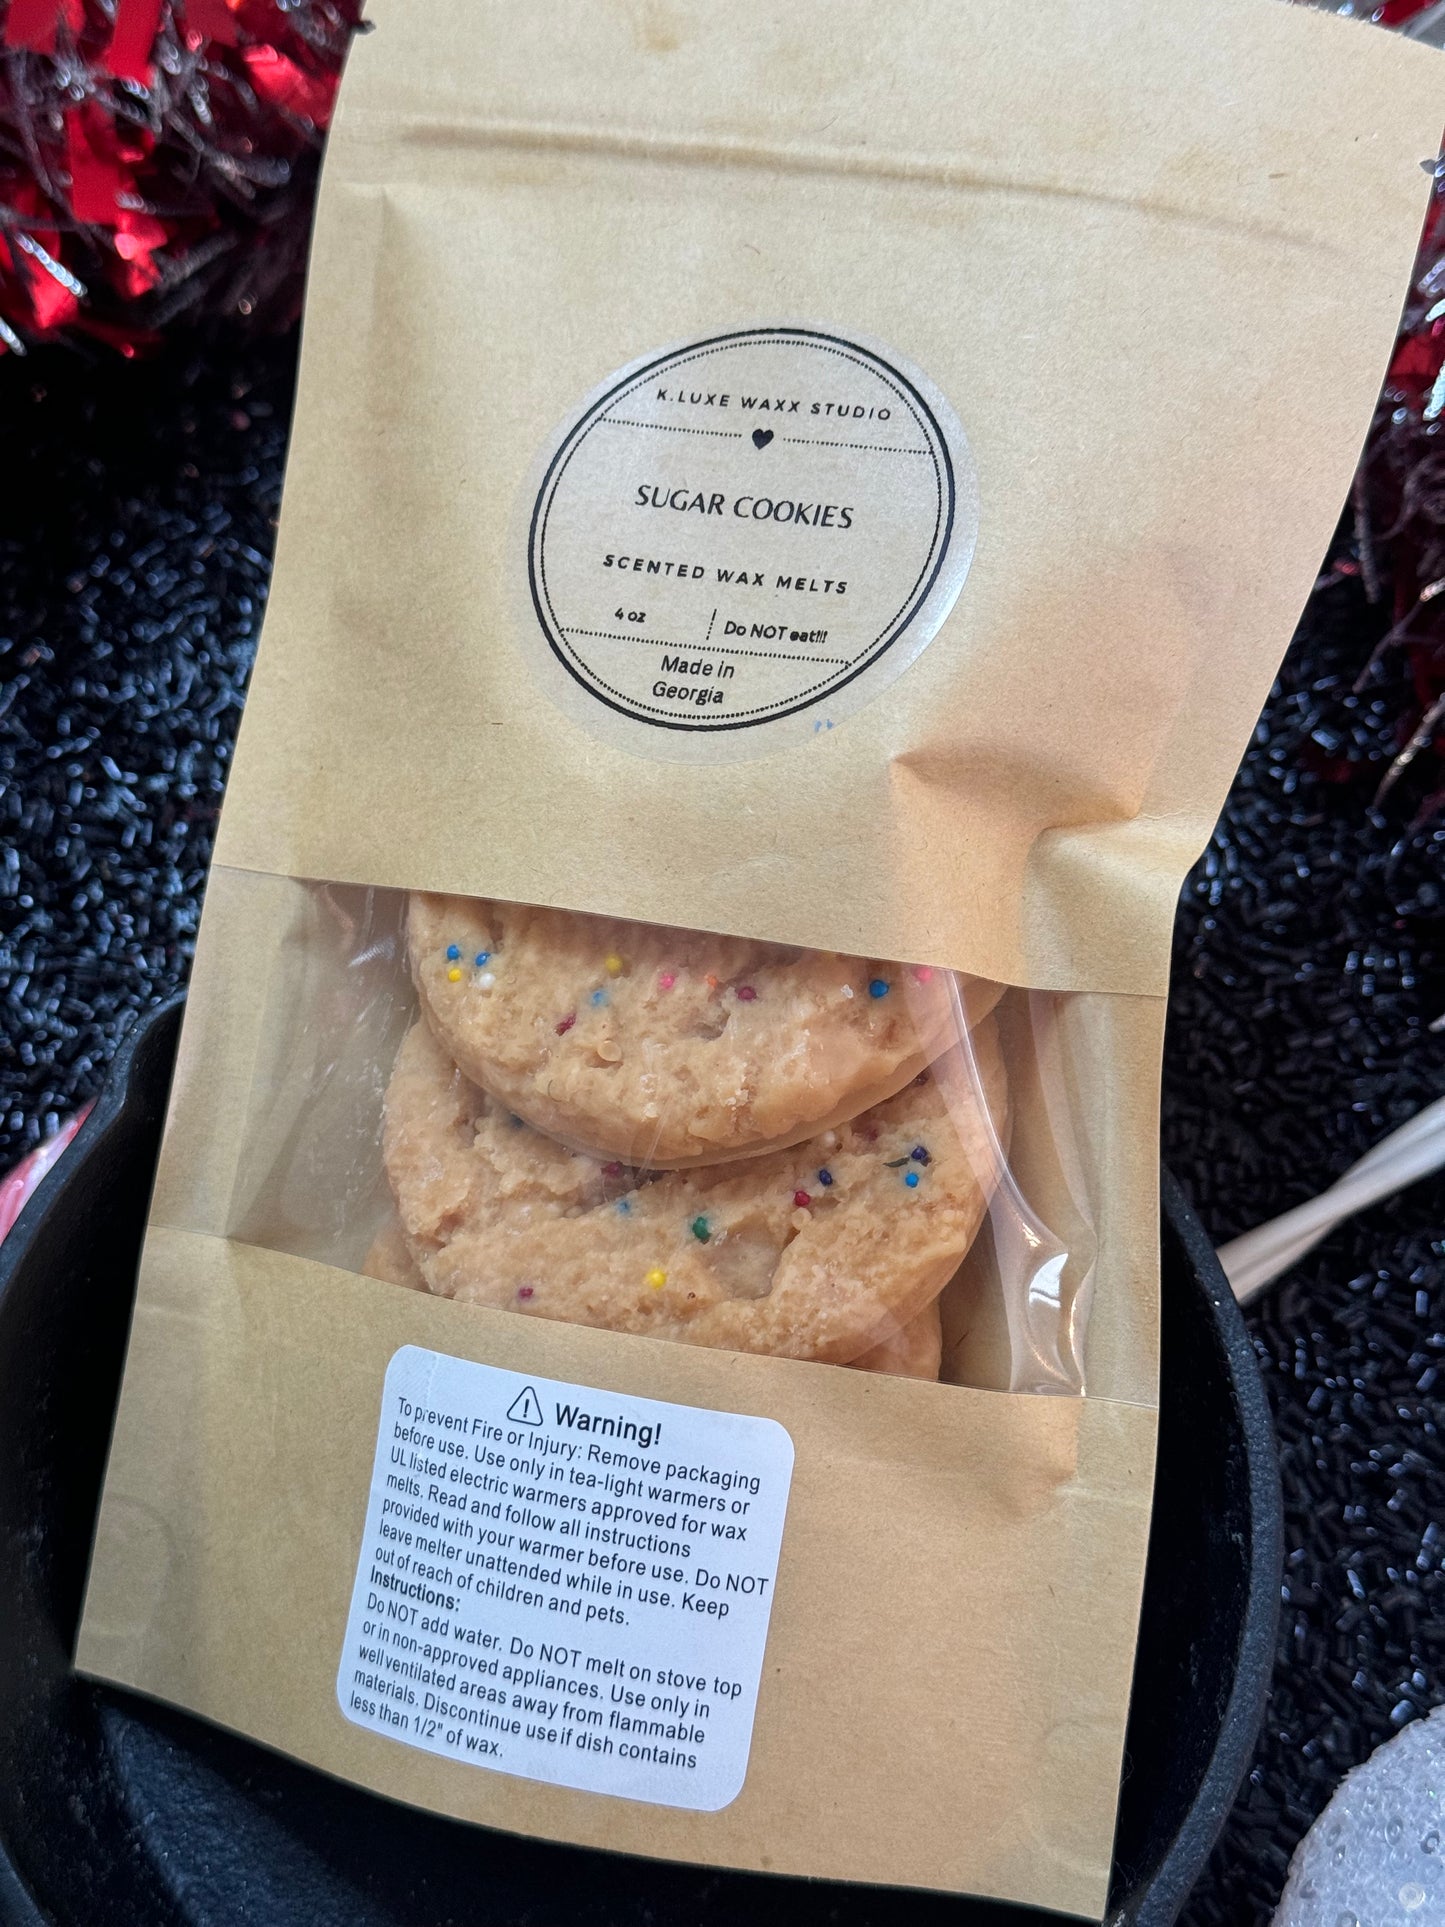 K.LUXE WAXX STUDIO
SUGAR COOKIES
SCENTED WAX MELTS
4 oz
Do NOT eat!!!
Made in
Georgia
Warning!
To prevent Fire or Injury: Remove packaging
before use. Use only in tea-light warmers or
UL listed electric warmers approved for wax
melts. Read and follow all instructions
provided with your warmer before use. Do NOT
leave melter unattended while in use. Keep
out of reach of children and pets.
Instructions:
Do NOT add water. Do NOT melt on stove top
or in non-approved appliances. Use only in
well ventilated areas away from flammable
materials. Discontinue use if dish contains
less than 1/2" of wax.